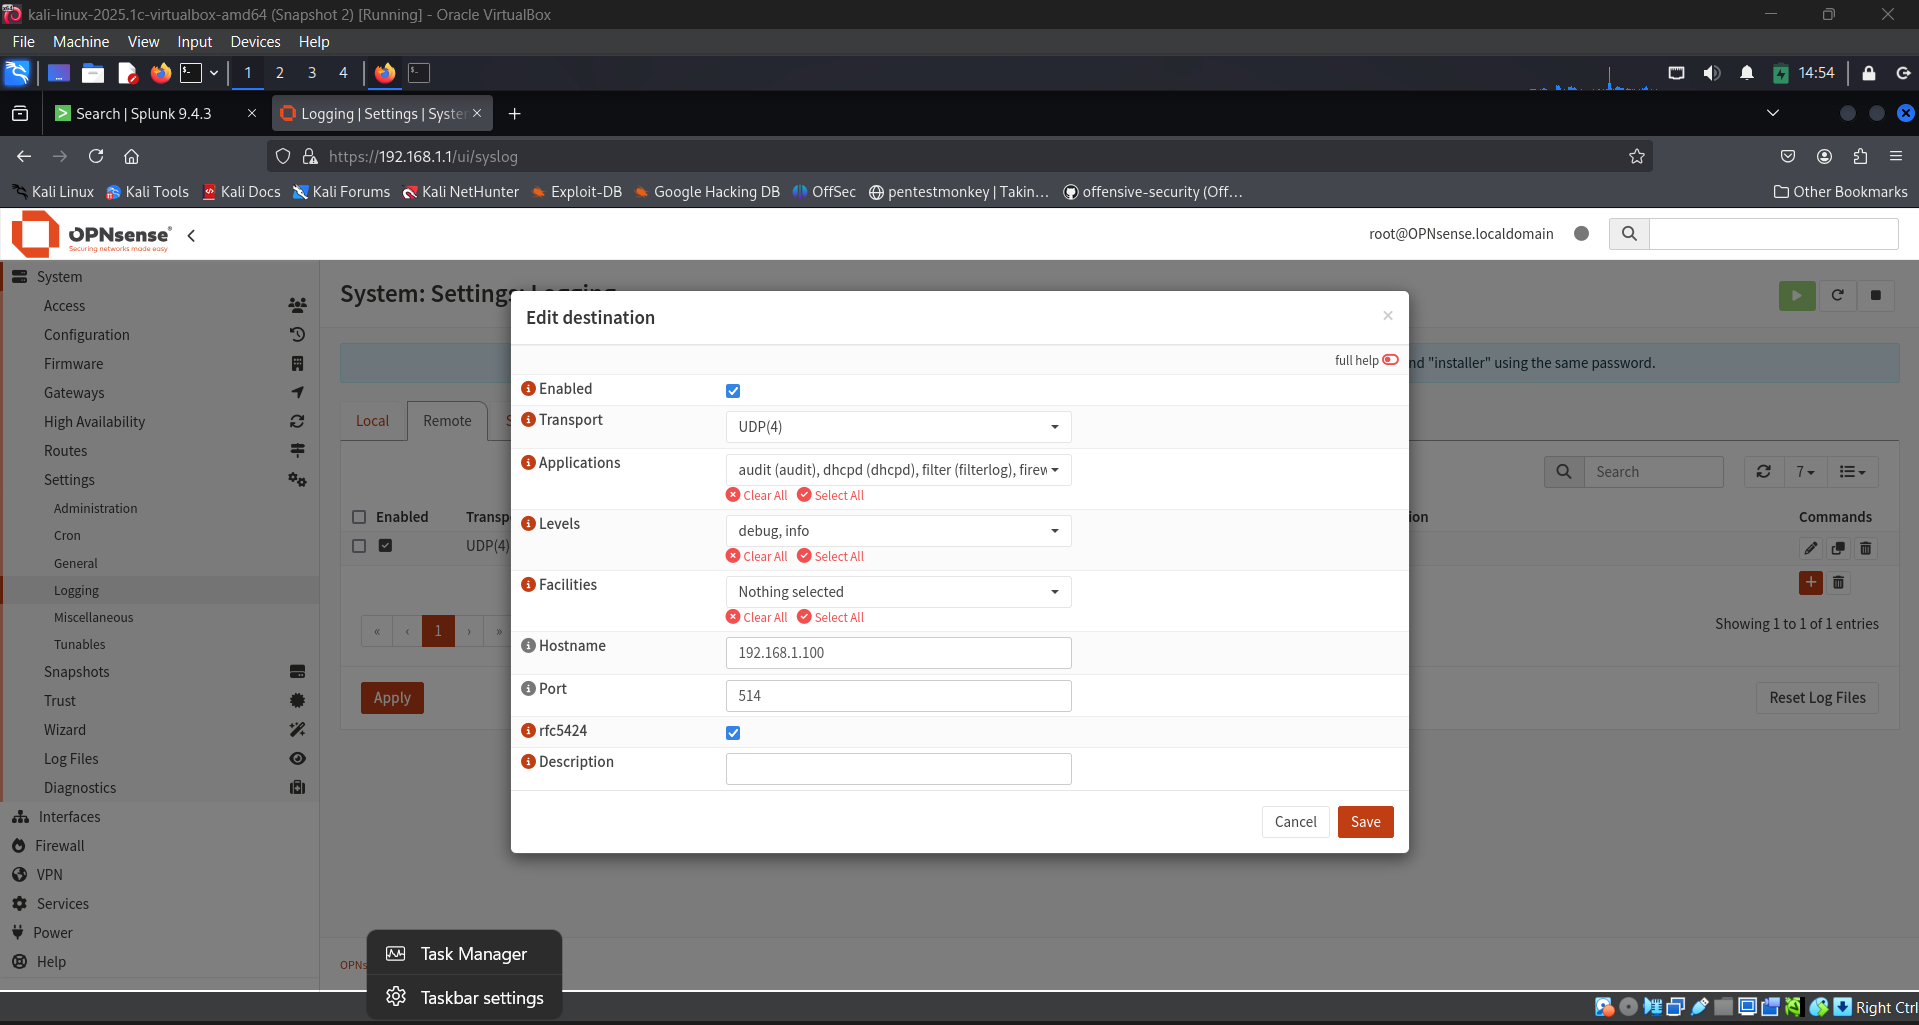 kali-linux-2025.1c-virtualbox-amd64 (Snapshot 2) [Running] - Oracle VirtualBox
File Machine View Input Devices Help
1 2 3 4 14:54
Search | Splunk 9.4.3
Logging | Settings | Syste
https://192.168.1.1/ui/syslog
Kali Linux Kali Tools Kali Docs Kali Forums Kali NetHunter Exploit-DB Google Hacking DB OffSec pentestmonkey | Takin… offensive-security (Off… Other Bookmarks
OPNsense®
Securing networks made easy
root@OPNsense.localdomain
System
Access
Configuration
Firmware
Gateways
High Availability
Routes
Settings
Administration
Cron
General
Logging
Miscellaneous
Tunables
Snapshots
Trust
Wizard
Log Files
Diagnostics
Interfaces
Firewall
VPN
Services
Power
Help
System: Settings: Logging
nd "installer" using the same password.
Local Remote S
Search
7
Enabled Transp ion Commands
UDP(4)
« ‹ 1 › »
Showing 1 to 1 of 1 entries
Apply
Reset Log Files
Edit destination ×
full help
Enabled
Transport UDP(4)
Applications audit (audit), dhcpd (dhcpd), filter (filterlog), firew
Clear All Select All
Levels debug, info
Clear All Select All
Facilities Nothing selected
Clear All Select All
Hostname 192.168.1.100
Port 514
rfc5424
Description
Cancel Save
OPNs
Task Manager
Taskbar settings
Right Ctrl